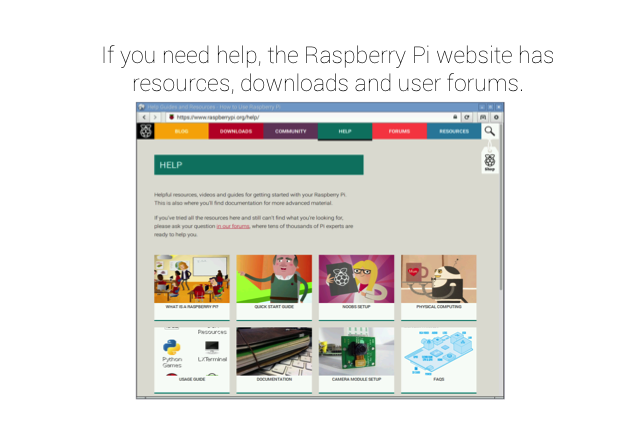 If you need help, the Raspberry Pi website has
resources, downloads and user forums.
Help Guides and Resources - How to Use Raspberry Pi
https://www.raspberrypi.org/help/
BLOG DOWNLOADS COMMUNITY HELP FORUMS RESOURCES
Shop
HELP
Helpful resources, videos and guides for getting started with your Raspberry Pi.
This is also where you'll find documentation for more advanced material.
If you've tried all the resources here and still can't find what you're looking for,
please ask your question in our forums, where tens of thousands of Pi experts are
ready to help you.
WHAT IS A RASPBERRY PI? QUICK START GUIDE NOOBS SETUP PHYSICAL COMPUTING
Resources
Python LXTerminal
Games
USAGE GUIDE DOCUMENTATION CAMERA MODULE SETUP FAQS